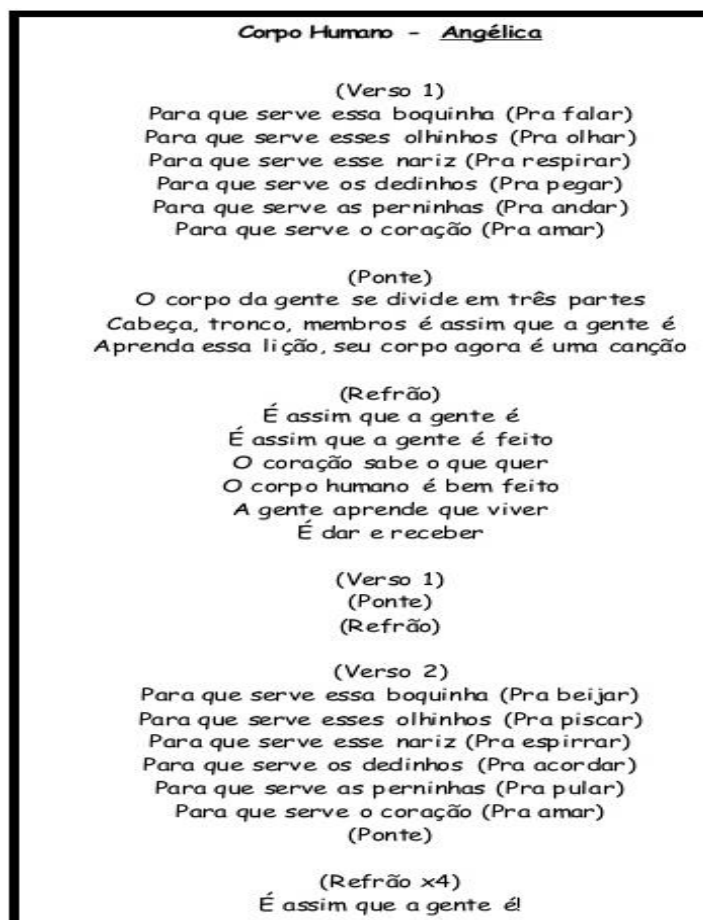 Corpo Humano - Angélica
(Verso 1)
Para que serve essa boquinha (Pra falar)
Para que serve esses olhinhos (Pra olhar)
Para que serve esse nariz (Pra respirar)
Para que serve os dedinhos (Pra pegar)
Para que serve as perninhas (Pra andar)
Para que serve o coração (Pra amar)
(Ponte)
O corpo da gente se divide em três partes
Cabeça, tronco, membros é assim que a gente é
Aprenda essa lição, seu corpo agora é uma canção
(Refrão)
É assim que a gente é
É assim que a gente é feito
O coração sabe o que quer
O corpo humano é bem feito
A gente aprende que viver
É dar e receber
(Verso 1)
(Ponte)
(Refrão)
(Verso 2)
Para que serve essa boquinha (Pra beijar)
Para que serve esses olhinhos (Pra piscar)
Para que serve esse nariz (Pra espirrar)
Para que serve os dedinhos (Pra acordar)
Para que serve as perninhas (Pra pular)
Para que serve o coração (Pra amar)
(Ponte)
(Refrão x4)
É assim que a gente é!